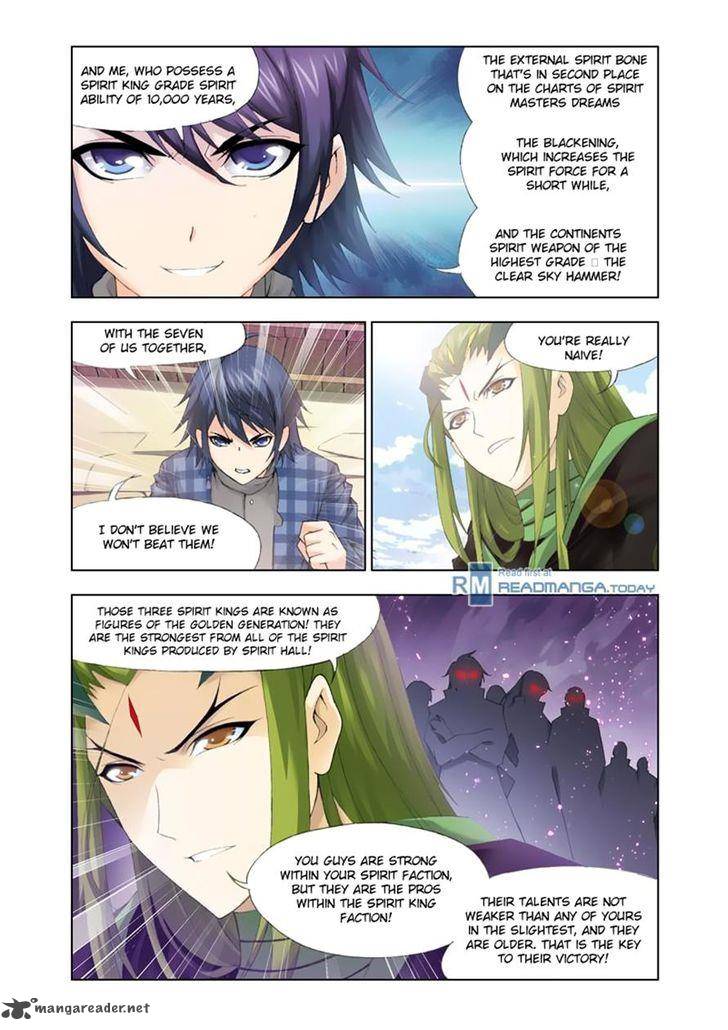 AND ME, WHO POSSESS A
SPIRIT KING GRADE SPIRIT
ABILITY OF 10,000 YEARS,
THE EXTERNAL SPIRIT BONE
THAT'S IN SECOND PLACE
ON THE CHARTS OF SPIRIT
MASTERS DREAMS
THE BLACKENING,
WHICH INCREASES THE
SPIRIT FORCE FOR A
SHORT WHILE,
AND THE CONTINENTS
SPIRIT WEAPON OF THE
HIGHEST GRADE □ THE
CLEAR SKY HAMMER!
WITH THE SEVEN
OF US TOGETHER,
I DON'T BELIEVE WE
WON'T BEAT THEM!
YOU'RE REALLY
NAIVE!
RM
Read first at
READMANGA.TODAY
THOSE THREE SPIRIT KINGS ARE KNOWN AS
FIGURES OF THE GOLDEN GENERATION! THEY
ARE THE STRONGEST FROM ALL OF THE SPIRIT
KINGS PRODUCED BY SPIRIT HALL!
YOU GUYS ARE STRONG
WITHIN YOUR SPIRIT FACTION,
BUT THEY ARE THE PROS
WITHIN THE SPIRIT KING
FACTION!
THEIR TALENTS ARE NOT
WEAKER THAN ANY OF YOURS
IN THE SLIGHTEST, AND THEY
ARE OLDER. THAT IS THE KEY
TO THEIR VICTORY!
mangareader.net